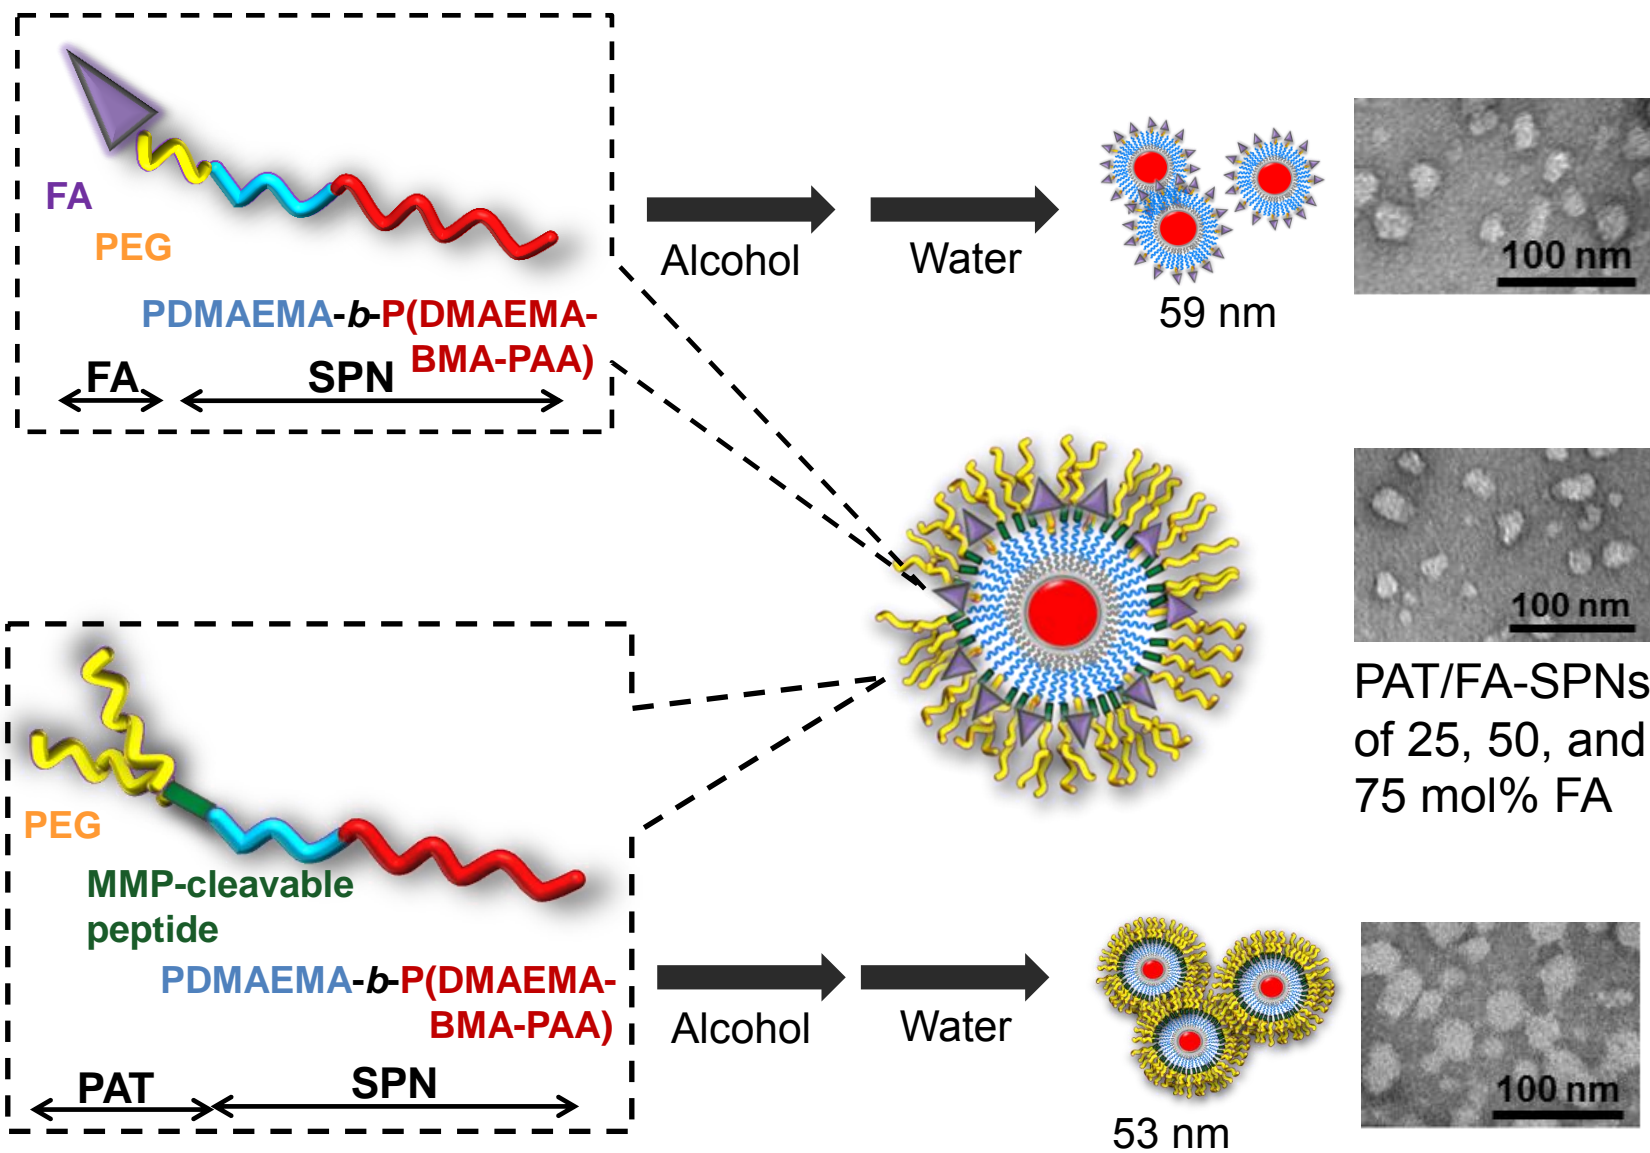 FA
PEG
PDMAEMA-b-P(DMAEMA-
BMA-PAA)
FA
SPN
Alcohol
Water
59 nm
100 nm
100 nm
PAT/FA-SPNs
of 25, 50, and
75 mol% FA
PEG
MMP-cleavable
peptide
PDMAEMA-b-P(DMAEMA-
BMA-PAA)
PAT
SPN
Alcohol
Water
53 nm
100 nm